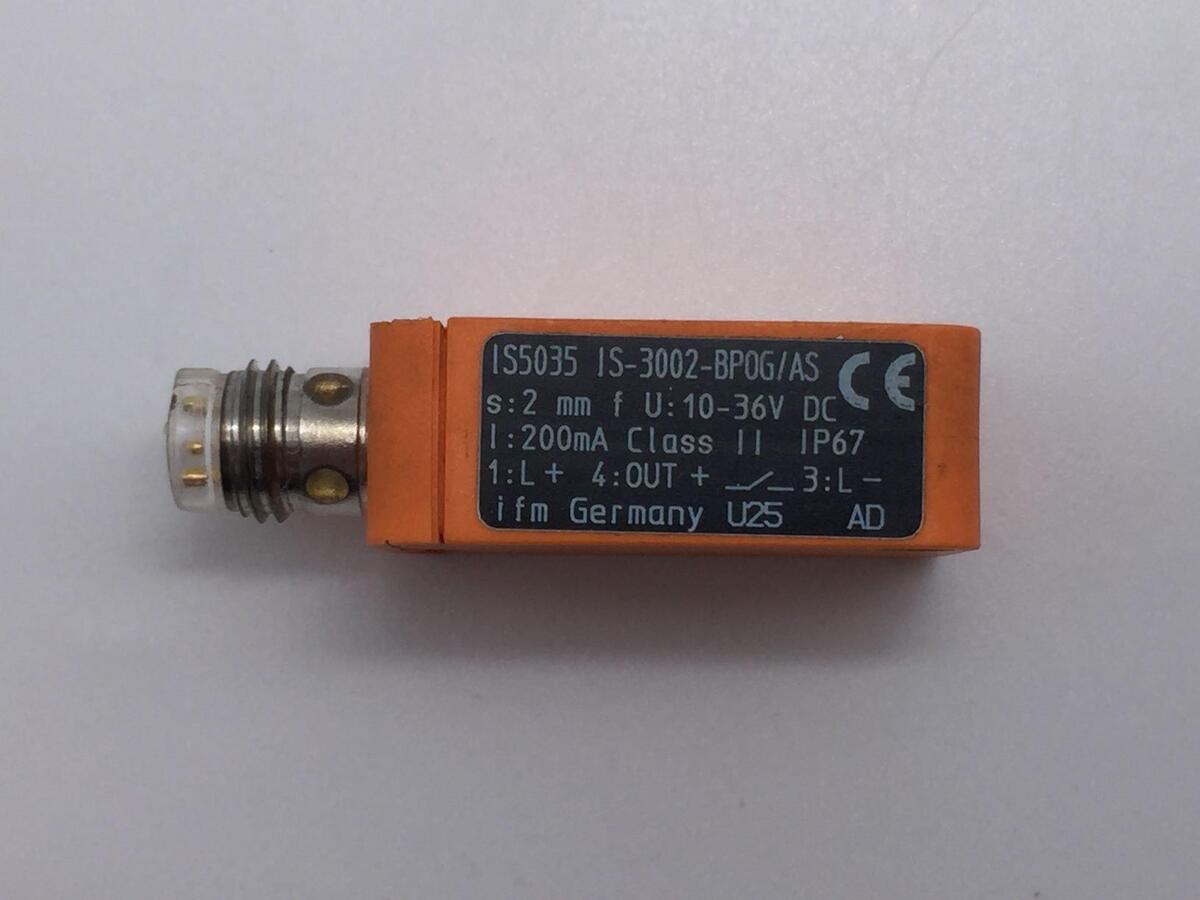 IS5035 IS-3002-BPOG/AS CE
s:2 mm f U:10-36V DC
I:200mA Class II IP67
1:L+ 4:OUT+ 3:L-
ifm Germany U25 AD